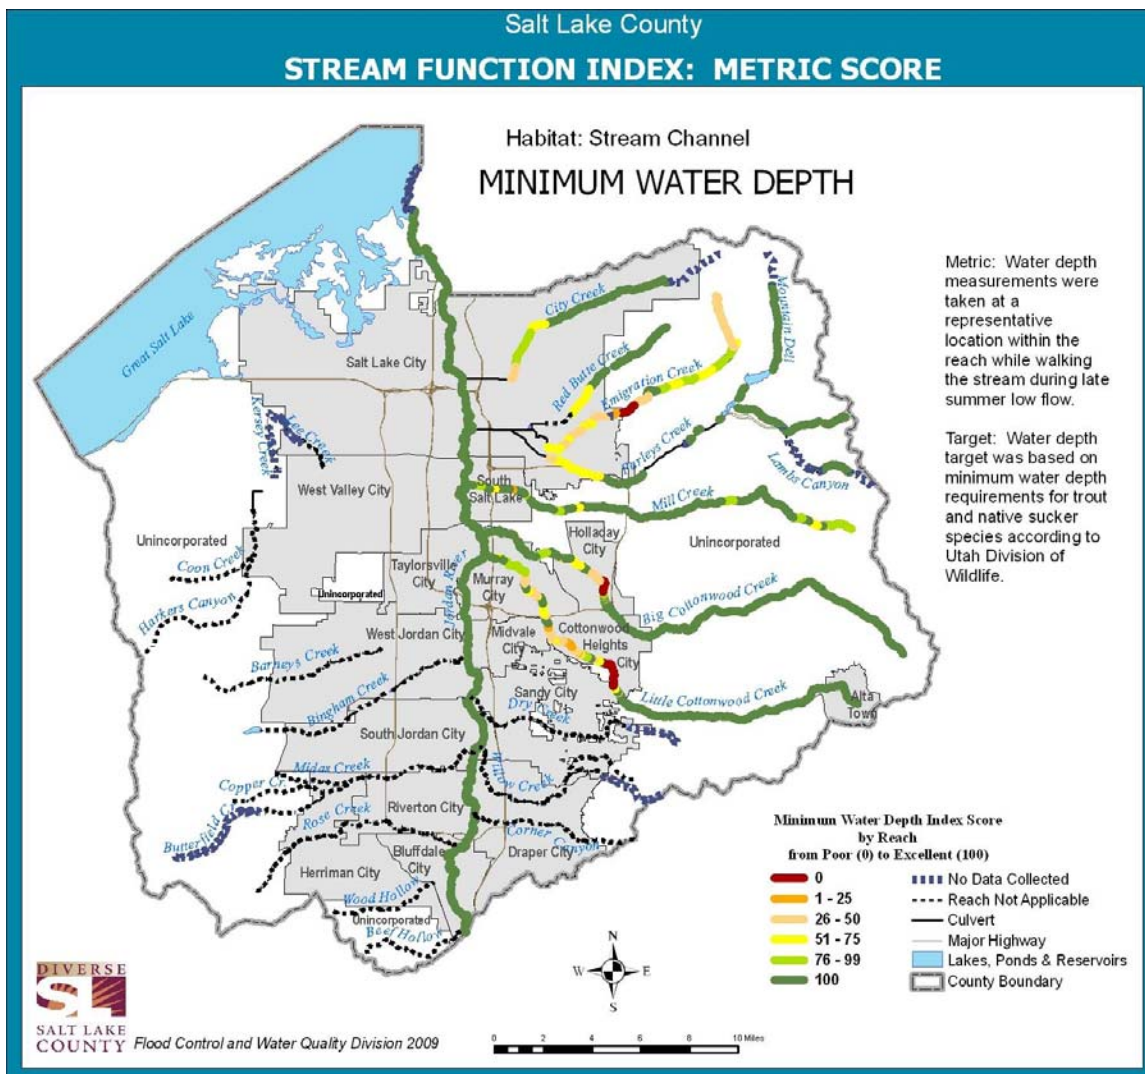 Salt Lake County
STREAM FUNCTION INDEX: METRIC SCORE
Habitat: Stream Channel
MINIMUM WATER DEPTH
Metric: Water depth
measurements were
taken at a
representative
location within the
reach while walking
the stream during late
summer low flow.
Target: Water depth
target was based on
minimum water depth
requirements for trout
and native sucker
species according to
Utah Division of
Wildlife.
Great Salt Lake
Salt Lake City
City Creek
Mountain Dell
Red Butte Creek
Emigration Creek
Kersey Creek
Lee Creek
Parleys Creek
Lambs Canyon
West Valley City
South
Salt Lake
Mill Creek
Unincorporated
Holladay
City
Unincorporated
Coon Creek
Taylorsville
City
Jordan River
Murray
City
Unincorporated
Harkers Canyon
Big Cottonwood Creek
West Jordan City
Midvale
City
Cottonwood
Heights
City
Barneys Creek
Sandy City
Little Cottonwood Creek
Alta
Town
Bingham Creek
Dry Creek
South Jordan City
Midas Creek
Willow Creek
Copper Cr.
Butterfield C
Rose Creek
Riverton City
Corner
Canyon
Bluffdale
City
Draper City
Herriman City
Wood Hollow
Unincorporated
Beef Hollow
Minimum Water Depth Index Score
by Reach
from Poor (0) to Excellent (100)
0
1 - 25
26 - 50
51 - 75
76 - 99
100
No Data Collected
Reach Not Applicable
Culvert
Major Highway
Lakes, Ponds & Reservoirs
County Boundary
N
W E
S
DIVERSE
SL
SALT LAKE
COUNTY
Flood Control and Water Quality Division 2009
0 2 4 6 8 10 Miles